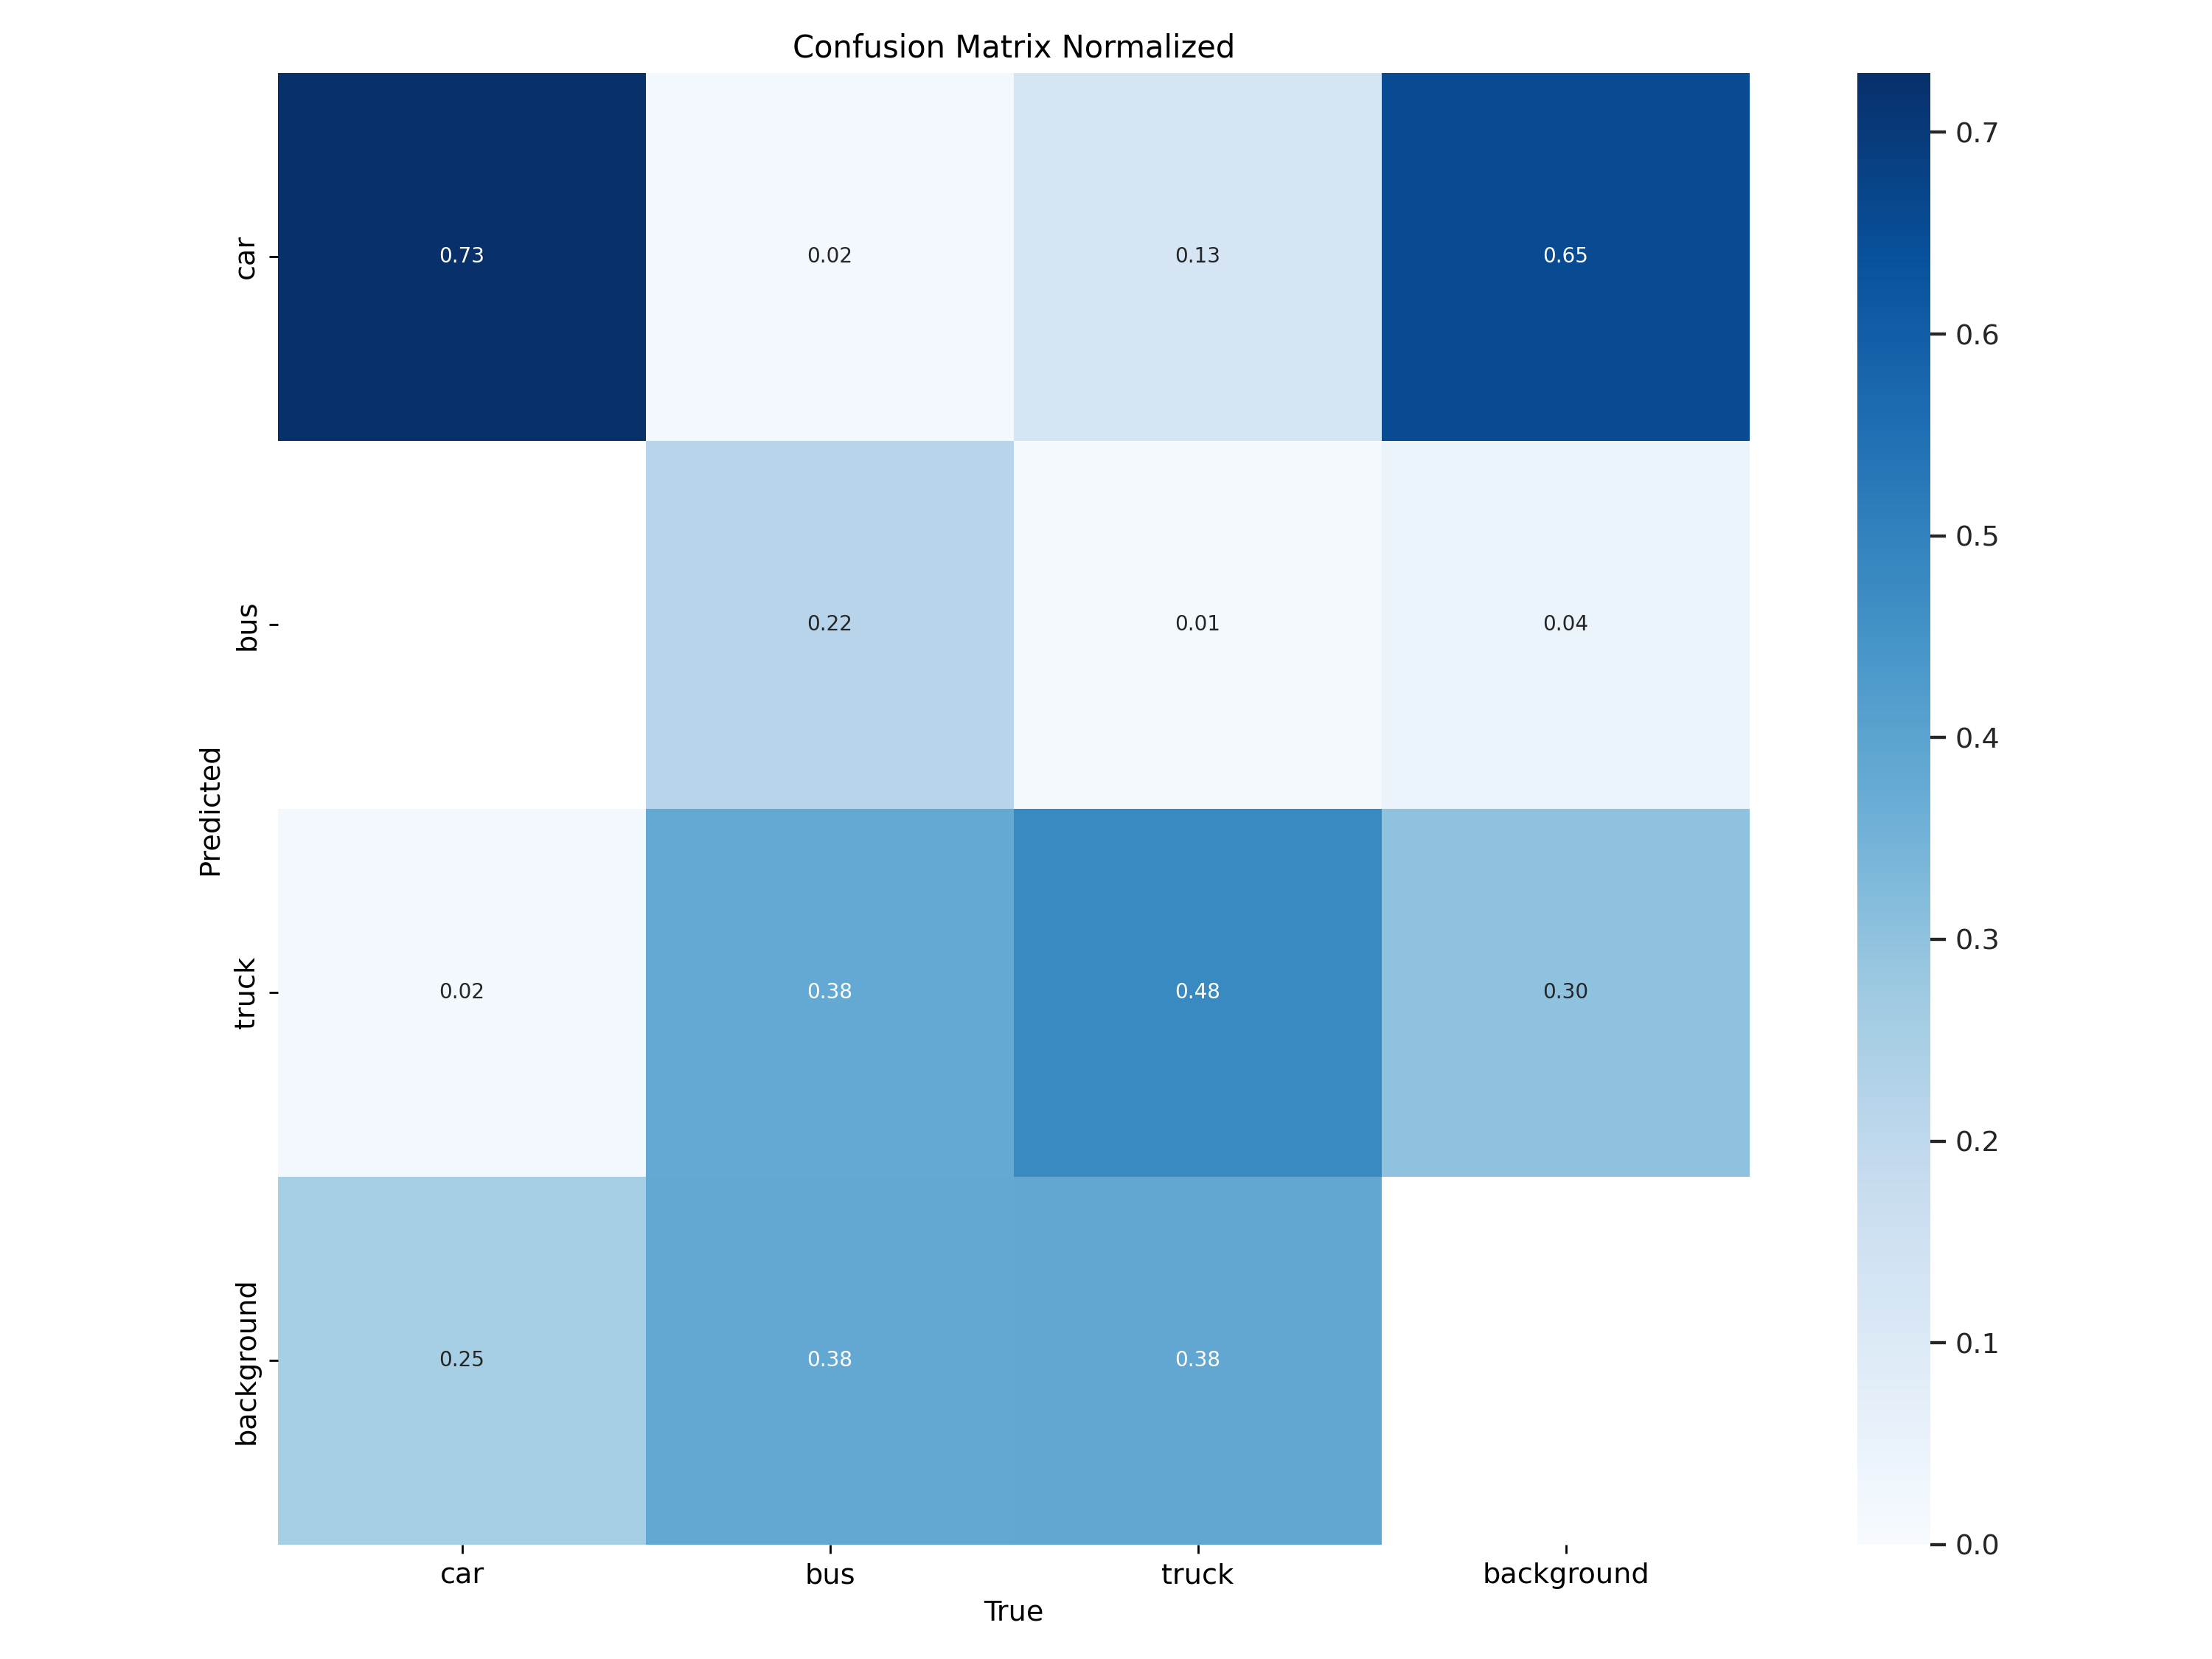 Confusion Matrix Normalized
car
0.73
0.02
0.13
0.65
bus
0.22
0.01
0.04
truck
0.02
0.38
0.48
0.30
background
0.25
0.38
0.38
Predicted
car
bus
truck
background
True
0.7
0.6
0.5
0.4
0.3
0.2
0.1
0.0